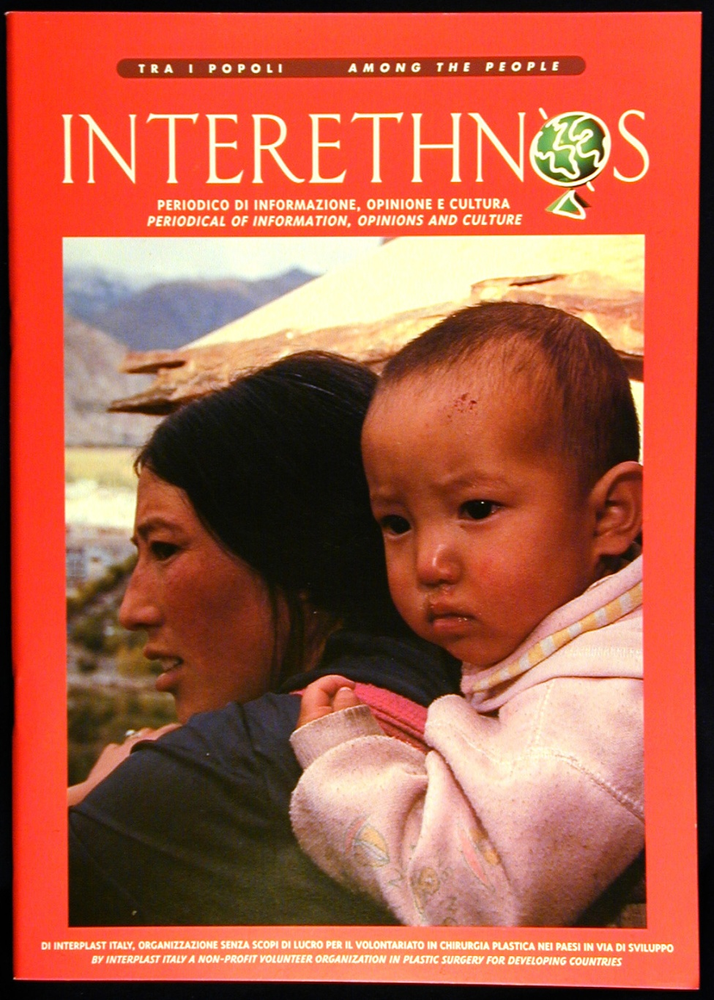 TRA I POPOLI AMONG THE PEOPLE
INTERETHNOS
PERIODICO DI INFORMAZIONE, OPINIONE E CULTURA
PERIODICAL OF INFORMATION, OPINIONS AND CULTURE
DI INTERPLAST ITALY, ORGANIZZAZIONE SENZA SCOPI DI LUCRO PER IL VOLONTARIATO IN CHIRURGIA PLASTICA NEI PAESI IN VIA DI SVILUPPO
BY INTERPLAST ITALY A NON-PROFIT VOLUNTEER ORGANIZATION IN PLASTIC SURGERY FOR DEVELOPING COUNTRIES